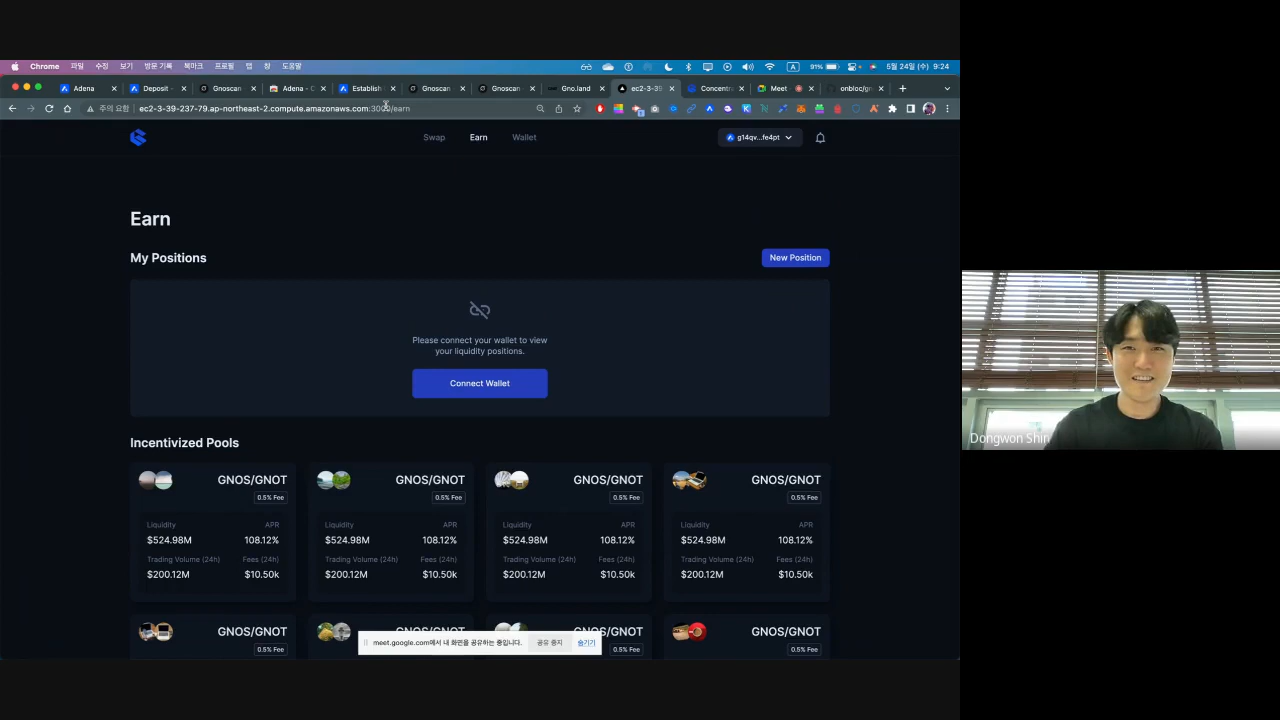 Chrome 파일 수정 보기 방문 기록 북마크 프로필 탭 창 도움말 91% A 5월 24일 (수) 9:24
Adena Deposit - Gnoscan Adena - C Establish Gnoscan Gnoscan Gno.land ec2-3-39 Concentr Meet onbloc/gn
주의 요함 ec2-3-39-237-79.ap-northeast-2.compute.amazonaws.com:3000/earn
Swap Earn Wallet g14qv...fe4pt
Earn
My Positions New Position
Please connect your wallet to view
your liquidity positions.
Connect Wallet
Incentivized Pools
GNOS/GNOT GNOS/GNOT GNOS/GNOT GNOS/GNOT
0.5% Fee 0.5% Fee 0.5% Fee 0.5% Fee
Liquidity APR Liquidity APR Liquidity APR Liquidity APR
$524.98M 108.12% $524.98M 108.12% $524.98M 108.12% $524.98M 108.12%
Trading Volume (24h) Fees (24h) Trading Volume (24h) Fees (24h) Trading Volume (24h) Fees (24h) Trading Volume (24h) Fees (24h)
$200.12M $10.50k $200.12M $10.50k $200.12M $10.50k $200.12M $10.50k
GNOS/GNOT GNOS/GNOT GNOS/GNOT GNOS/GNOT
0.5% Fee 0.5% Fee 0.5% Fee 0.5% Fee
meet.google.com에서 내 화면을 공유하는 중입니다. 공유 중지 숨기기
Dongwon Shin